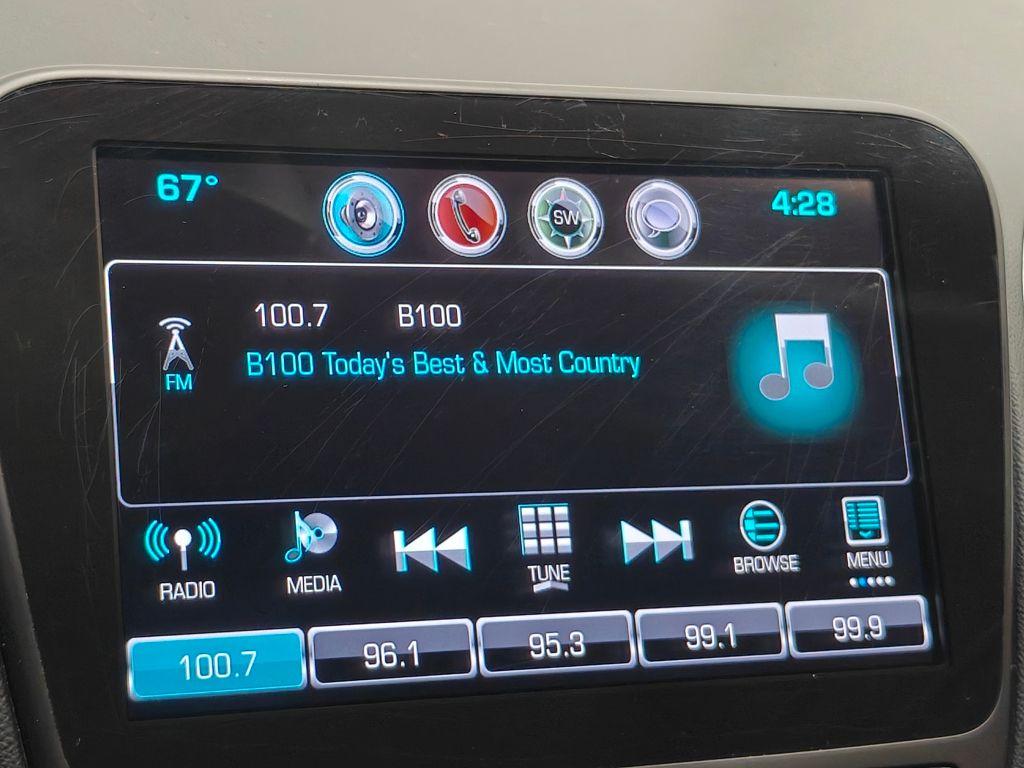 67° SW 4:28
100.7 B100
FM B100 Today's Best & Most Country
RADIO MEDIA TUNE BROWSE MENU
100.7 96.1 95.3 99.1 99.9